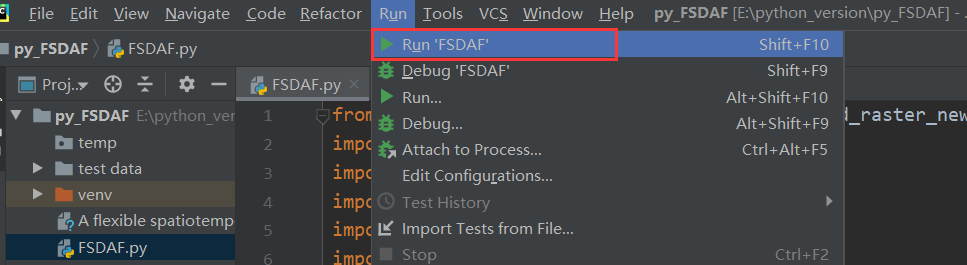 File Edit View Navigate Code Refactor Run Tools VCS Window Help py_FSDAF [E:\python_version\py_FSDAF] -
py_FSDAF FSDAF.py
Run 'FSDAF' Shift+F10
Proj... FSDAF.py
Debug 'FSDAF' Shift+F9
Run... Alt+Shift+F10
py_FSDAF E:\python_vers
1 from d_raster_new
Debug... Alt+Shift+F9
temp
2 impo
Attach to Process... Ctrl+Alt+F5
test data
3 impo
Edit Configurations...
venv
4 impo
Test History
A flexible spatiotempo
5 impo
Import Tests from File...
FSDAF.py
6 impo
Stop Ctrl+F2